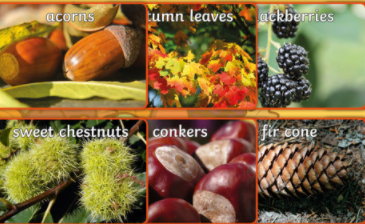 acorns
tumn leaves
ackberries
sweet chestnuts
conkers
fir cone